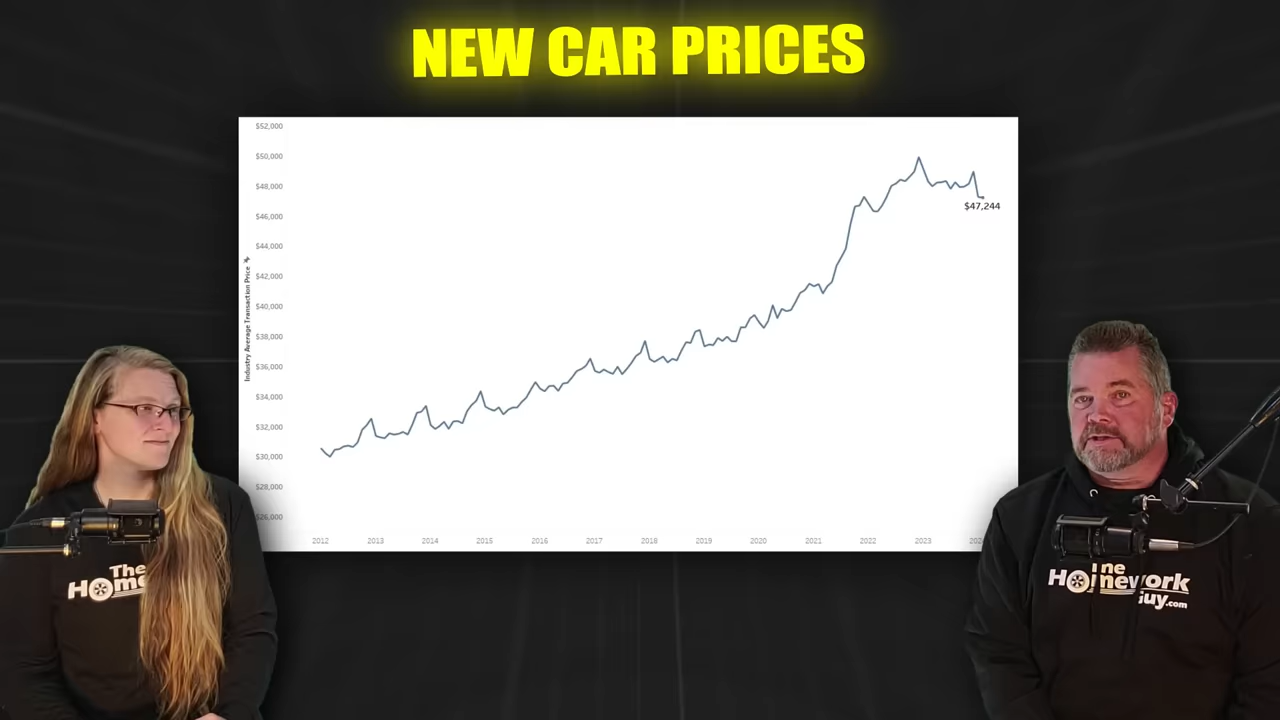 NEW CAR PRICES
$52,000
$50,000
$48,000
$46,000
$44,000
$42,000
$40,000
$38,000
$36,000
$34,000
$32,000
$30,000
$28,000
$26,000
Industry Average Transaction Price
$47,244
2012 2013 2014 2015 2016 2017 2018 2019 2020 2021 2022 2023
The
Home
The
Homework
Guy.com